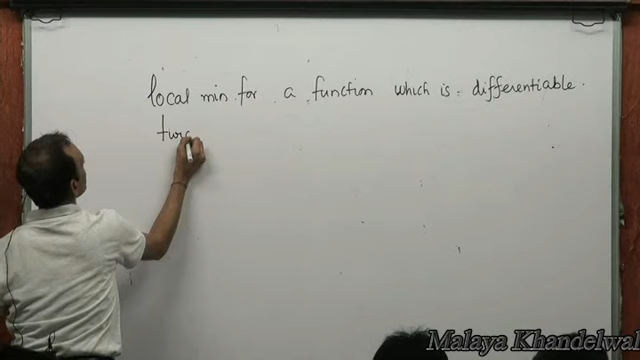 local min. for a function which is differentiable.
twic
Malaya Khandelwal